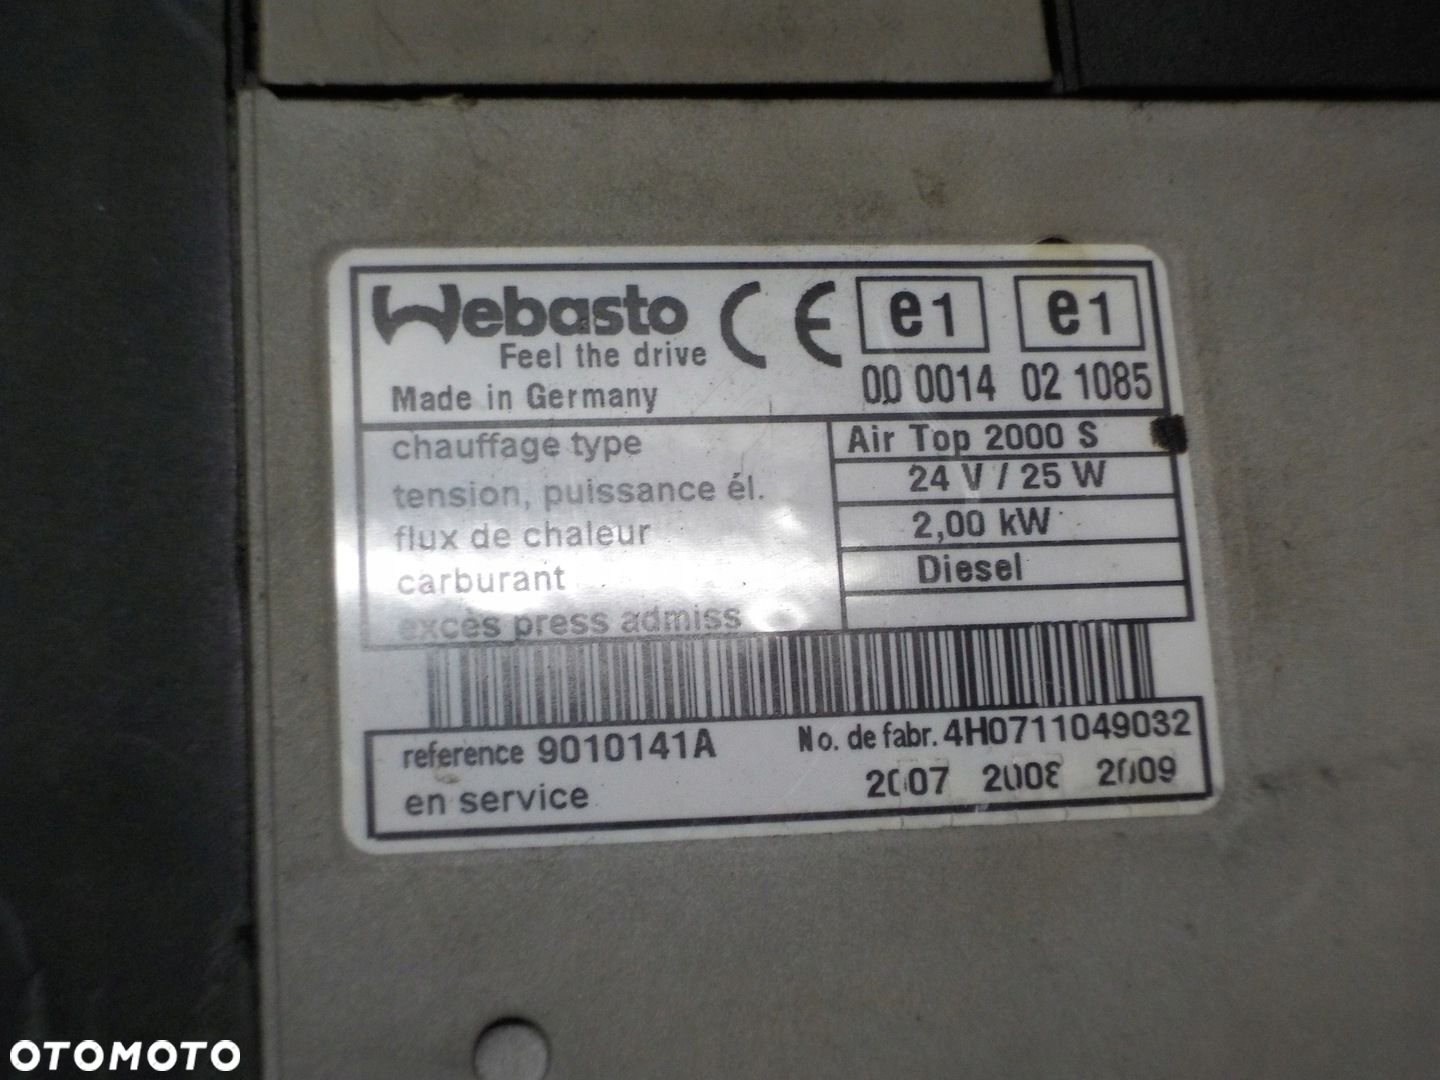 Webasto
Feel the drive
Made in Germany
CE
e1
00 0014
e1
02 1085
chauffage type Air Top 2000 S
tension, puissance él. 24 V / 25 W
flux de chaleur 2,00 kW
carburant Diesel
excès press admiss
reference 9010141A No. de fabr. 4H0711049032
en service 2007 2008 2009
OTOMOTO